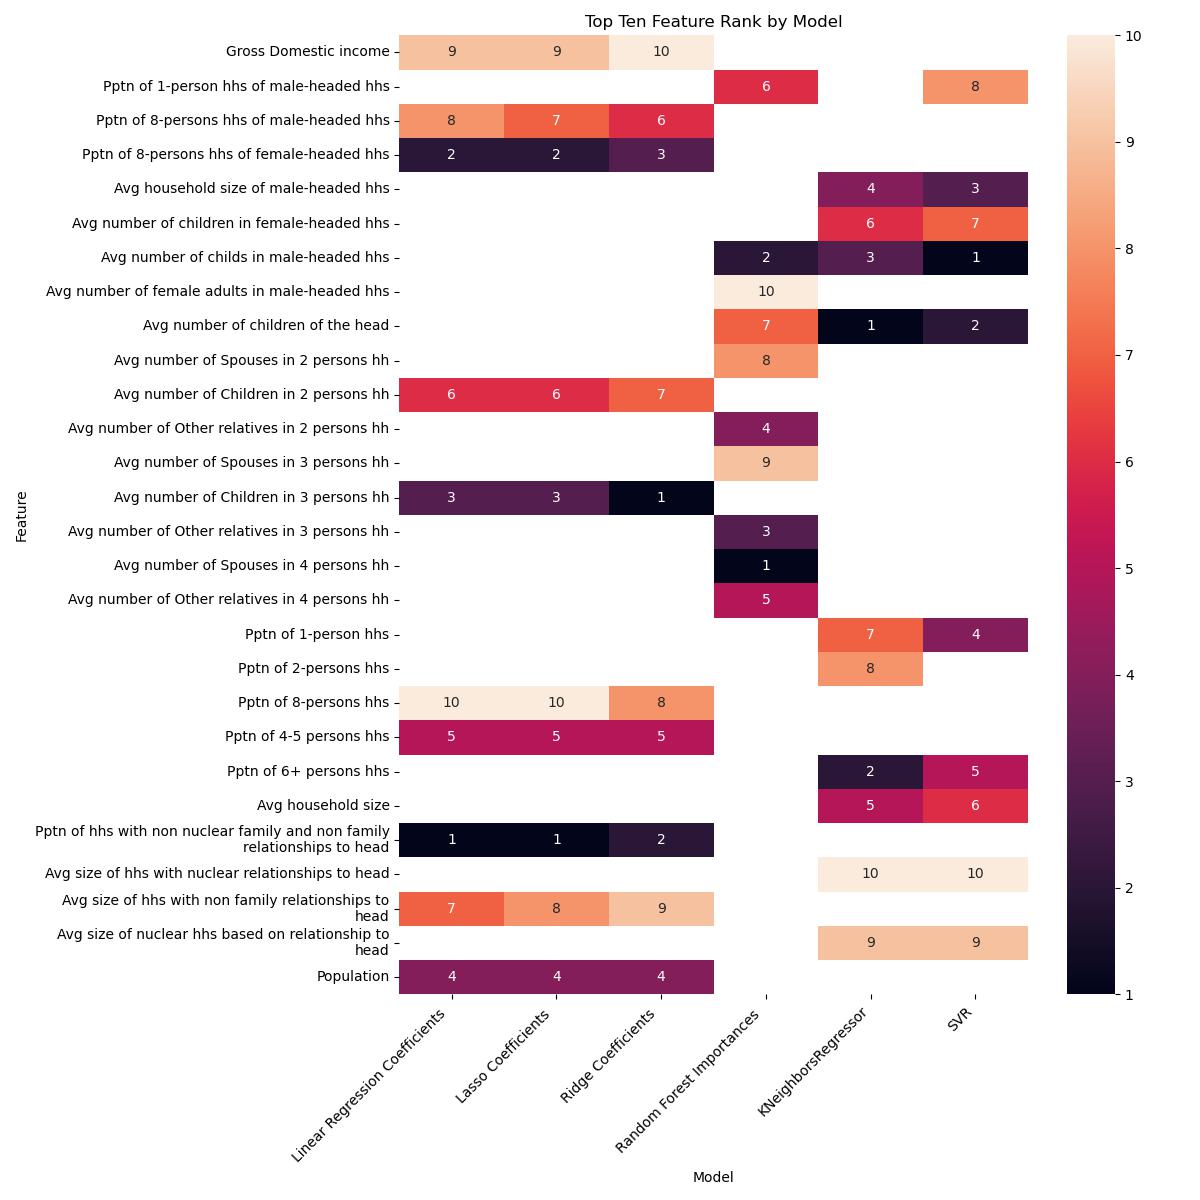 Top Ten Feature Rank by Model
Gross Domestic income 9 9 10
Pptn of 1-person hhs of male-headed hhs 6 8
Pptn of 8-persons hhs of male-headed hhs 8 7 6
Pptn of 8-persons hhs of female-headed hhs 2 2 3
Avg household size of male-headed hhs 4 3
Avg number of children in female-headed hhs 6 7
Avg number of childs in male-headed hhs 2 3 1
Avg number of female adults in male-headed hhs 10
Avg number of children of the head 7 1 2
Avg number of Spouses in 2 persons hh 8
Avg number of Children in 2 persons hh 6 6 7
Avg number of Other relatives in 2 persons hh 4
Avg number of Spouses in 3 persons hh 9
Avg number of Children in 3 persons hh 3 3 1
Avg number of Other relatives in 3 persons hh 3
Avg number of Spouses in 4 persons hh 1
Avg number of Other relatives in 4 persons hh 5
Pptn of 1-person hhs 7 4
Pptn of 2-persons hhs 8
Pptn of 8-persons hhs 10 10 8
Pptn of 4-5 persons hhs 5 5 5
Pptn of 6+ persons hhs 2 5
Avg household size 5 6
Pptn of hhs with non nuclear family and non family
relationships to head 1 1 2
Avg size of hhs with nuclear relationships to head 10 10
Avg size of hhs with non family relationships to
head 7 8 9
Avg size of nuclear hhs based on relationship to
head 9 9
Population 4 4 4
Feature
Linear Regression Coefficients
Lasso Coefficients
Ridge Coefficients
Random Forest Importances
KNeighborsRegressor
SVR
Model
10
9
8
7
6
5
4
3
2
1